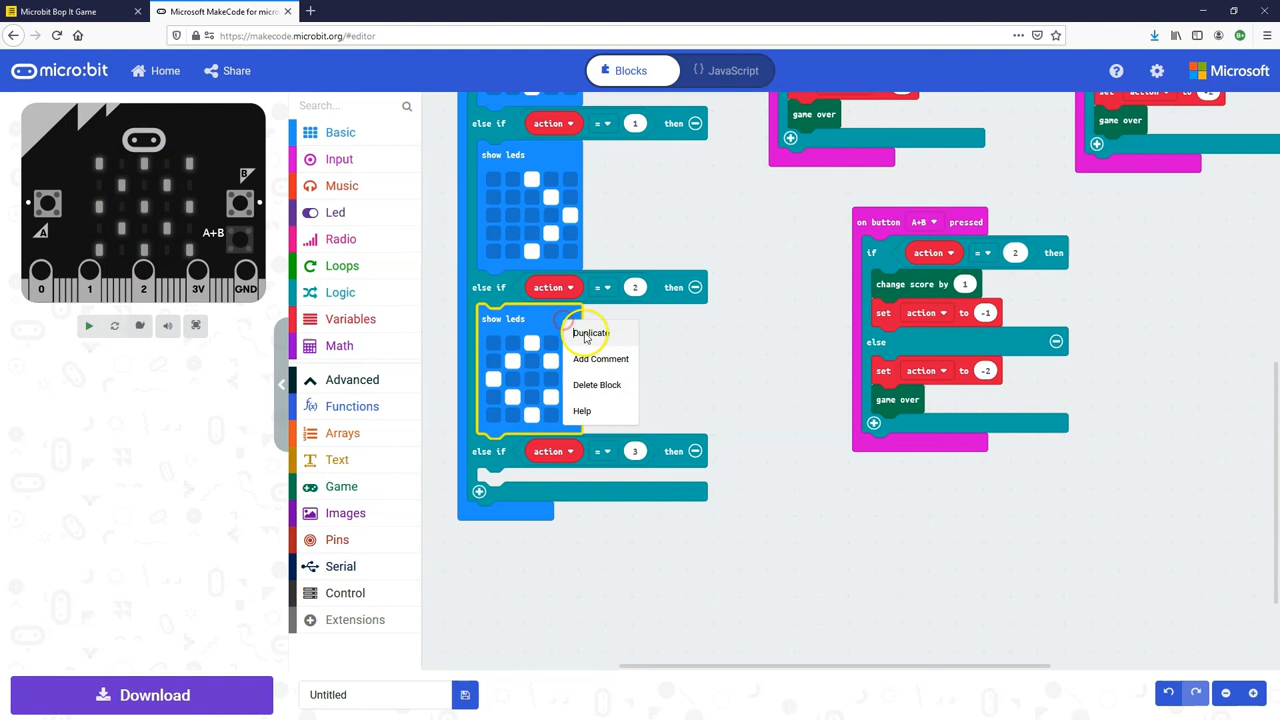 Microbit Bop It Game
Microsoft MakeCode for micro:
https://makecode.microbit.org/#editor
micro:bit
Home
Share
Blocks
{} JavaScript
Microsoft
Search...
Basic
Input
Music
Led
Radio
Loops
Logic
Variables
Math
Advanced
Functions
Arrays
Text
Game
Images
Pins
Serial
Control
Extensions
B
A
A+B
0 1 2 3V GND
else if action = 1 then
show leds
else if action = 2 then
show leds
Duplicate
Add Comment
Delete Block
Help
else if action = 3 then
game over
set action to -2
game over
on button A+B pressed
if action = 2 then
change score by 1
set action to -1
else
set action to -2
game over
Download
Untitled